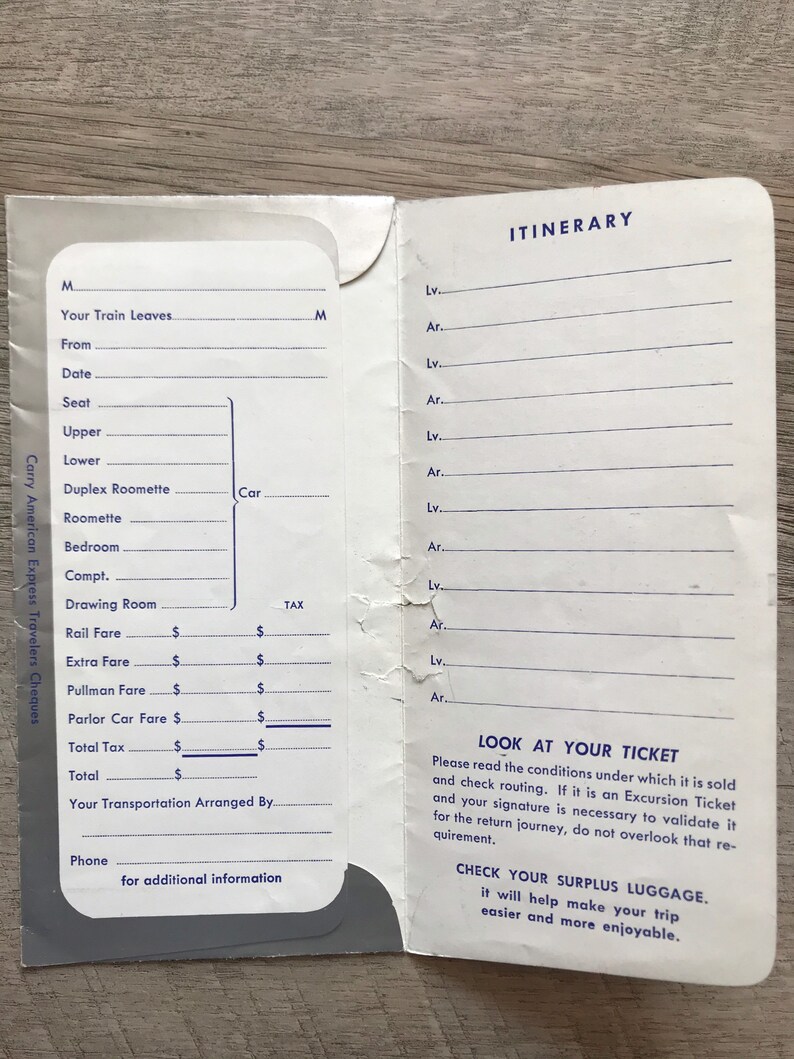 M
Your Train Leaves M
From
Date
Seat
Upper
Lower
Duplex Roomette
Roomette
Bedroom
Compt.
Drawing Room
Car
TAX
Rail Fare $ $
Extra Fare $ $
Pullman Fare $ $
Parlor Car Fare $ $
Total Tax $ $
Total $
Your Transportation Arranged By
Phone
for additional information
Carry American Express Travelers Cheques
ITINERARY
Lv.
Ar.
Lv.
Ar.
Lv.
Ar.
Lv.
Ar.
Lv.
Ar.
Lv.
Ar.
LOOK AT YOUR TICKET
Please read the conditions under which it is sold
and check routing. If it is an Excursion Ticket
and your signature is necessary to validate it
for the return journey, do not overlook that re-
quirement.
CHECK YOUR SURPLUS LUGGAGE.
it will help make your trip
easier and more enjoyable.